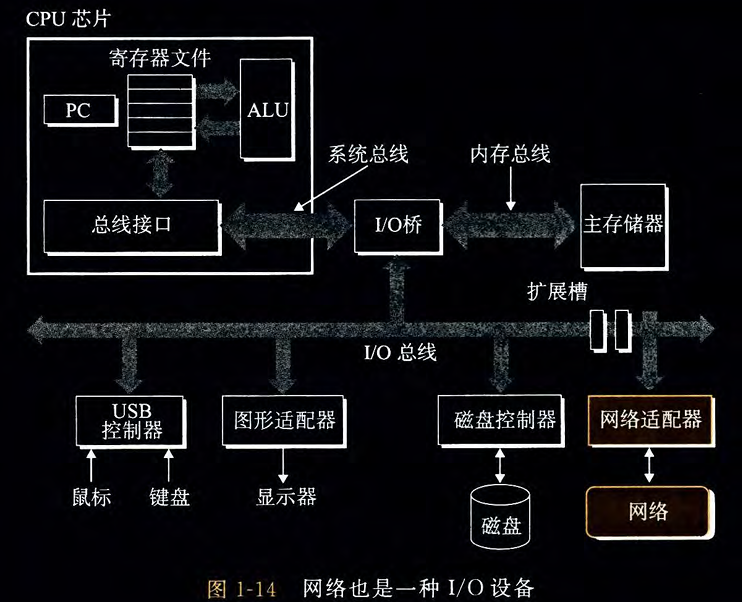 CPU 芯片
寄存器文件
PC
ALU
系统总线
内存总线
总线接口
I/O桥
主存储器
扩展槽
I/O 总线
USB
控制器
图形适配器
磁盘控制器
网络适配器
鼠标
键盘
显示器
磁盘
网络
图 1-14 网络也是一种 I/O 设备